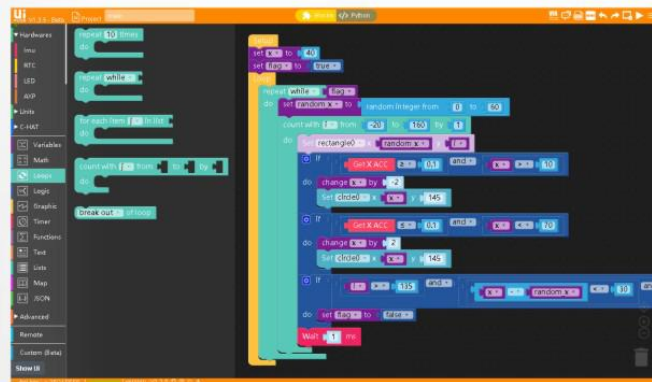 Ui
Project
Blocks
</> Python
Hardwares
Imu
RTC
LED
AXP
Units
C-HAT
Variables
Math
Loops
Logic
Graphic
Timer
Functions
Text
Lists
Map
JSON
Advanced
Remote
Custom (Beta)
Show UI
repeat 10 times
do
repeat while
do
for each item i in list
do
count with i from to by
do
break out of loop
Setup
set x to 40
set flag to true
Loop
repeat while flag
do set random x to random integer from 0 to 60
count with i from -20 to 160 by 1
do Set rectangle0 x random x y i
if Get X ACC ≥ 0.1 and x > 10
do change x by -2
Set circle0 x x y 145
if Get X ACC ≤ 0.1 and x < 70
do change x by 2
Set circle0 x x y 145
if i > 135 and x - random x < 10 an
do set flag to false
Wait 1 ms